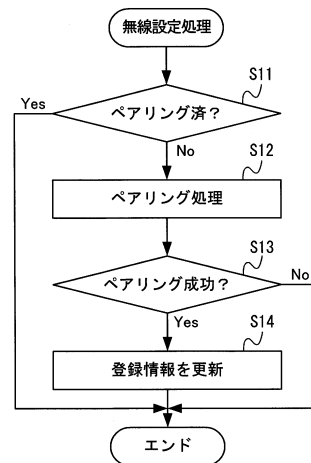 無線設定処理
S11
ペアリング済？
Yes
No
S12
ペアリング処理
S13
ペアリング成功？
No
Yes
S14
登録情報を更新
エンド